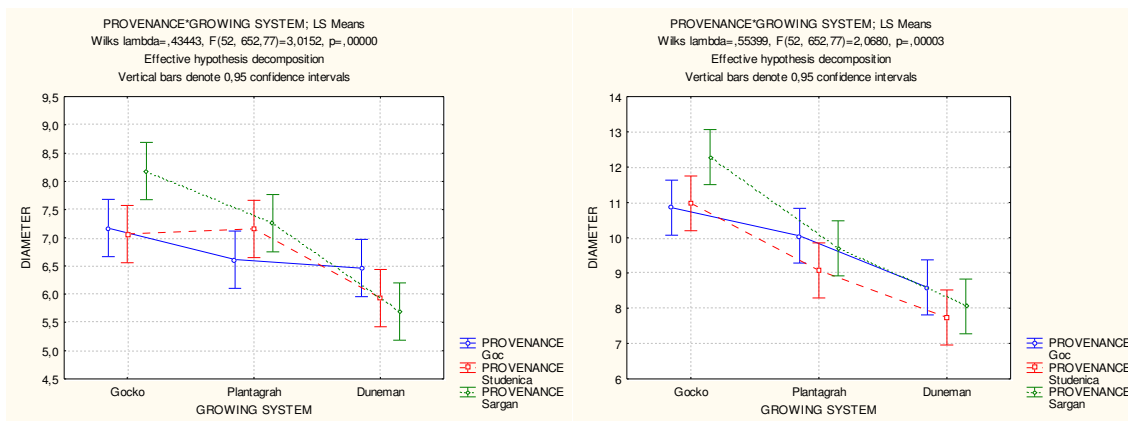 PROVENANCE*GROWING SYSTEM; LS Means
Wilks lambda=,43443, F(52, 652,77)=3,0152, p=,00000
Effective hypothesis decomposition
Vertical bars denote 0,95 confidence intervals
9,5
9,0
8,5
8,0
7,5
7,0
6,5
6,0
5,5
5,0
4,5
DIAMETER
Gocko
Plantagrah
Duneman
GROWING SYSTEM
PROVENANCE
Goc
PROVENANCE
Studenica
PROVENANCE
Sargan
PROVENANCE*GROWING SYSTEM; LS Means
Wilks lambda=,55399, F(52, 652,77)=2,0680, p=,00003
Effective hypothesis decomposition
Vertical bars denote 0,95 confidence intervals
14
13
12
11
10
9
8
7
6
DIAMETER
Gocko
Plantagrah
Duneman
GROWING SYSTEM
PROVENANCE
Goc
PROVENANCE
Studenica
PROVENANCE
Sargan